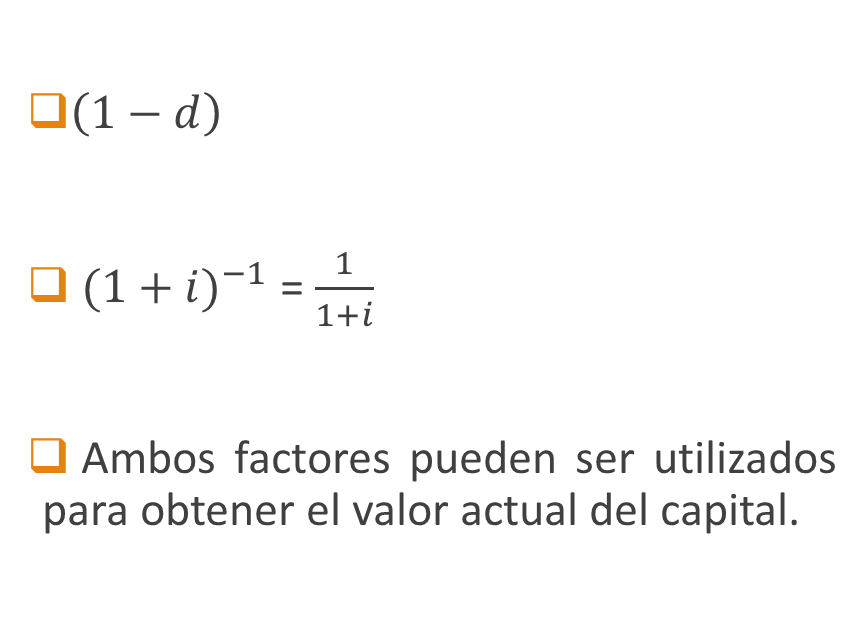 ❑ (1 − d)
❑ (1 + i)⁻¹ = 1/(1+i)
❑ Ambos factores pueden ser utilizados
para obtener el valor actual del capital.